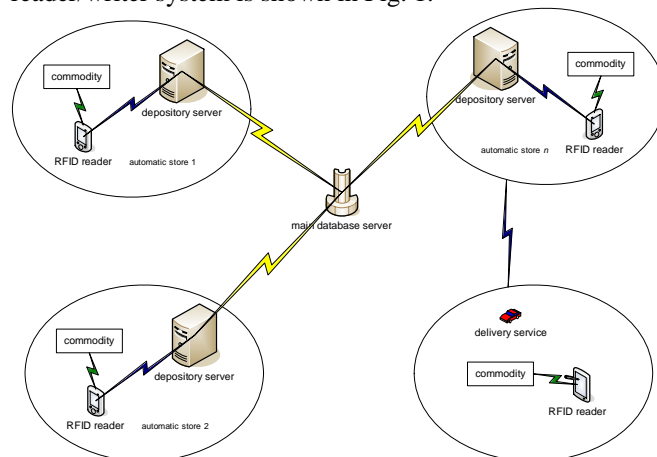 reader/writer system is shown in Fig. 1.
commodity
depository server
RFID reader
automatic store 1
commodity
depository server
automatic store n
RFID reader
main database server
commodity
depository server
RFID reader
automatic store 2
delivery service
commodity
RFID reader